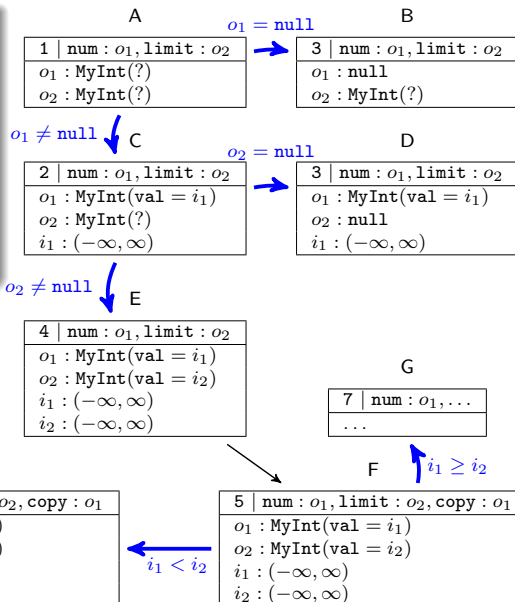 A
1 | num : o₁, limit : o₂
o₁ : MyInt(?)
o₂ : MyInt(?)
o₁ = null
B
3 | num : o₁, limit : o₂
o₁ : null
o₂ : MyInt(?)
o₁ ≠ null
C
2 | num : o₁, limit : o₂
o₁ : MyInt(val = i₁)
o₂ : MyInt(?)
i₁ : (−∞, ∞)
o₂ = null
D
3 | num : o₁, limit : o₂
o₁ : MyInt(val = i₁)
o₂ : null
i₁ : (−∞, ∞)
o₂ ≠ null
E
4 | num : o₁, limit : o₂
o₁ : MyInt(val = i₁)
o₂ : MyInt(val = i₂)
i₁ : (−∞, ∞)
i₂ : (−∞, ∞)
G
7 | num : o₁, ...
...
i₁ ≥ i₂
F
5 | num : o₁, limit : o₂, copy : o₁
o₁ : MyInt(val = i₁)
o₂ : MyInt(val = i₂)
i₁ : (−∞, ∞)
i₂ : (−∞, ∞)
i₁ < i₂
o₂, copy : o₁
)
)